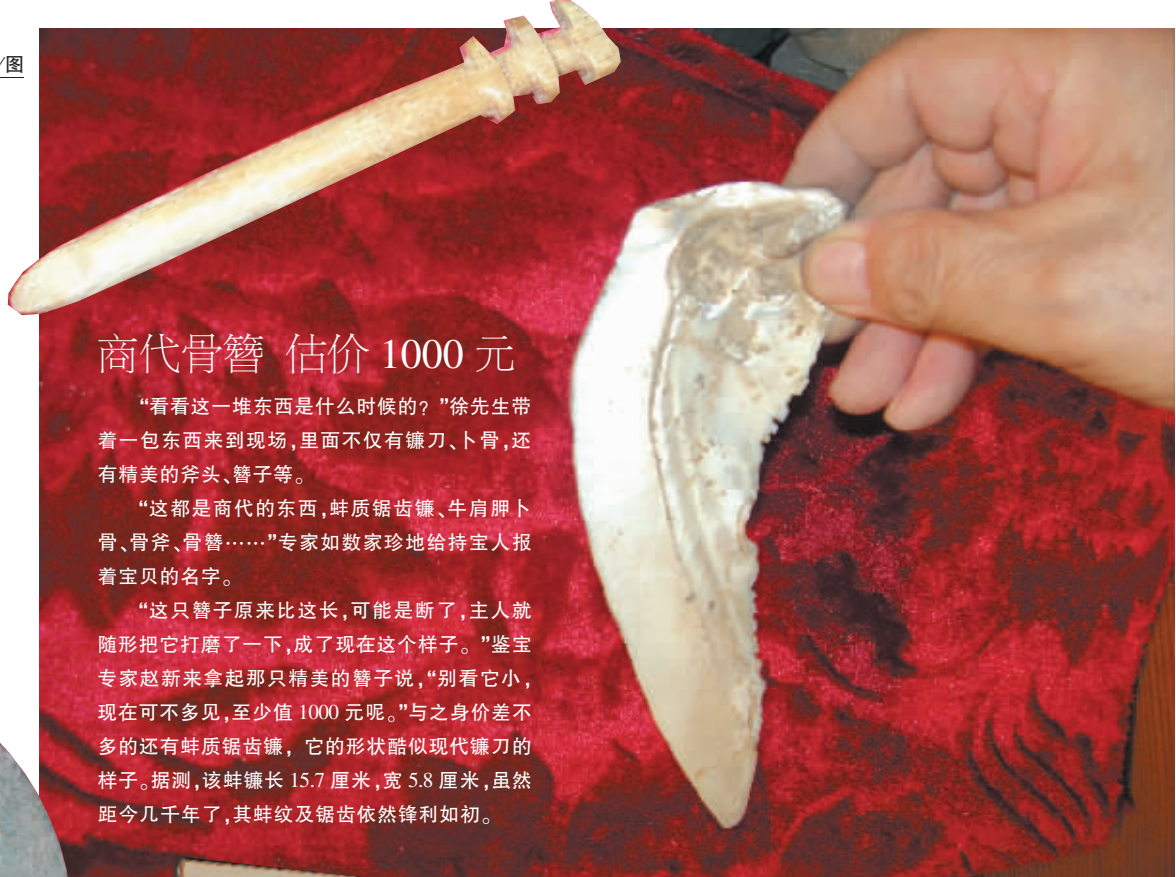 /图
商代骨簪 估价 1000 元
“看看这一堆东西是什么时候的？”徐先生带
着一包东西来到现场,里面不仅有镰刀、卜骨,还
有精美的斧头、簪子等。
“这都是商代的东西,蚌质锯齿镰、牛肩胛卜
骨、骨斧、骨簪……”专家如数家珍地给持宝人报
着宝贝的名字。
“这只簪子原来比这长,可能是断了,主人就
随形把它打磨了一下,成了现在这个样子。”鉴宝
专家赵新来拿起那只精美的簪子说,“别看它小,
现在可不多见,至少值 1000 元呢。”与之身价差不
多的还有蚌质锯齿镰, 它的形状酷似现代镰刀的
样子。据测,该蚌镰长 15.7 厘米,宽 5.8 厘米,虽然
距今几千年了,其蚌纹及锯齿依然锋利如初。